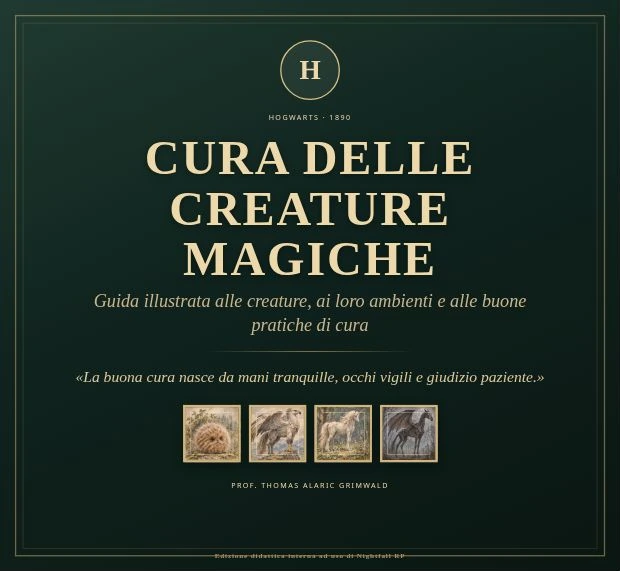 H
HOGWARTS · 1890
CURA DELLE
CREATURE
MAGICHE
Guida illustrata alle creature, ai loro ambienti e alle buone
pratiche di cura
«La buona cura nasce da mani tranquille, occhi vigili e giudizio paziente.»
PROF. THOMAS ALARIC GRIMWALD
Edizione didattica interna ad uso di Nightfall RP